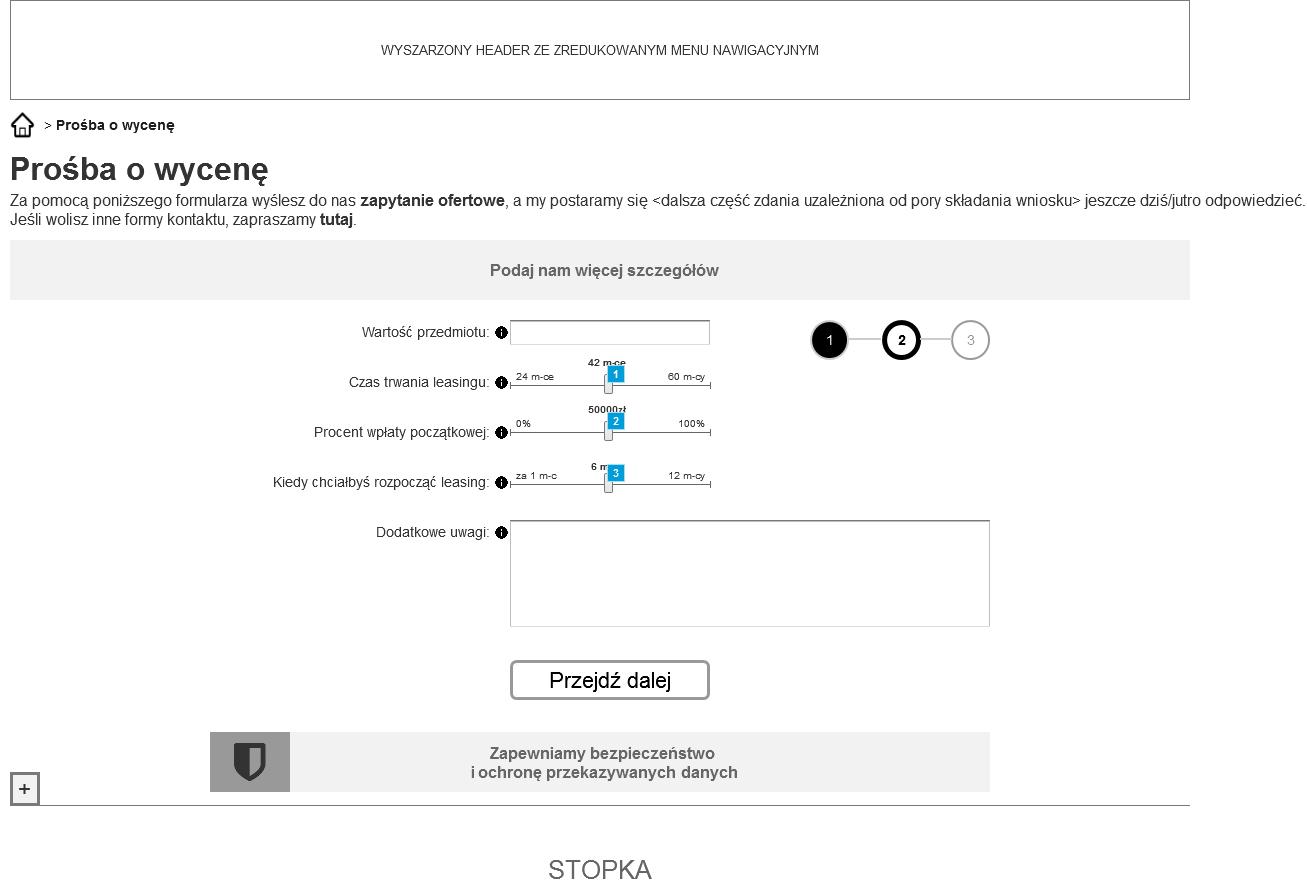 WYSZARZONY HEADER ZE ZREDUKOWANYM MENU NAWIGACYJNYM
> Prośba o wycenę
Prośba o wycenę
Za pomocą poniższego formularza wyślesz do nas zapytanie ofertowe, a my postaramy się <dalsza część zdania uzależniona od pory składania wniosku> jeszcze dziś/jutro odpowiedzieć.
Jeśli wolisz inne formy kontaktu, zapraszamy tutaj.
Podaj nam więcej szczegółów
Wartość przedmiotu:
1 2 3
42 m-ce
1
Czas trwania leasingu: 24 m-ce 60 m-cy
50000zł
2
Procent wpłaty początkowej: 0% 100%
6
3
Kiedy chciałbyś rozpocząć leasing: za 1 m-c 12 m-cy
Dodatkowe uwagi:
Przejdź dalej
Zapewniamy bezpieczeństwo
i ochronę przekazywanych danych
+
STOPKA